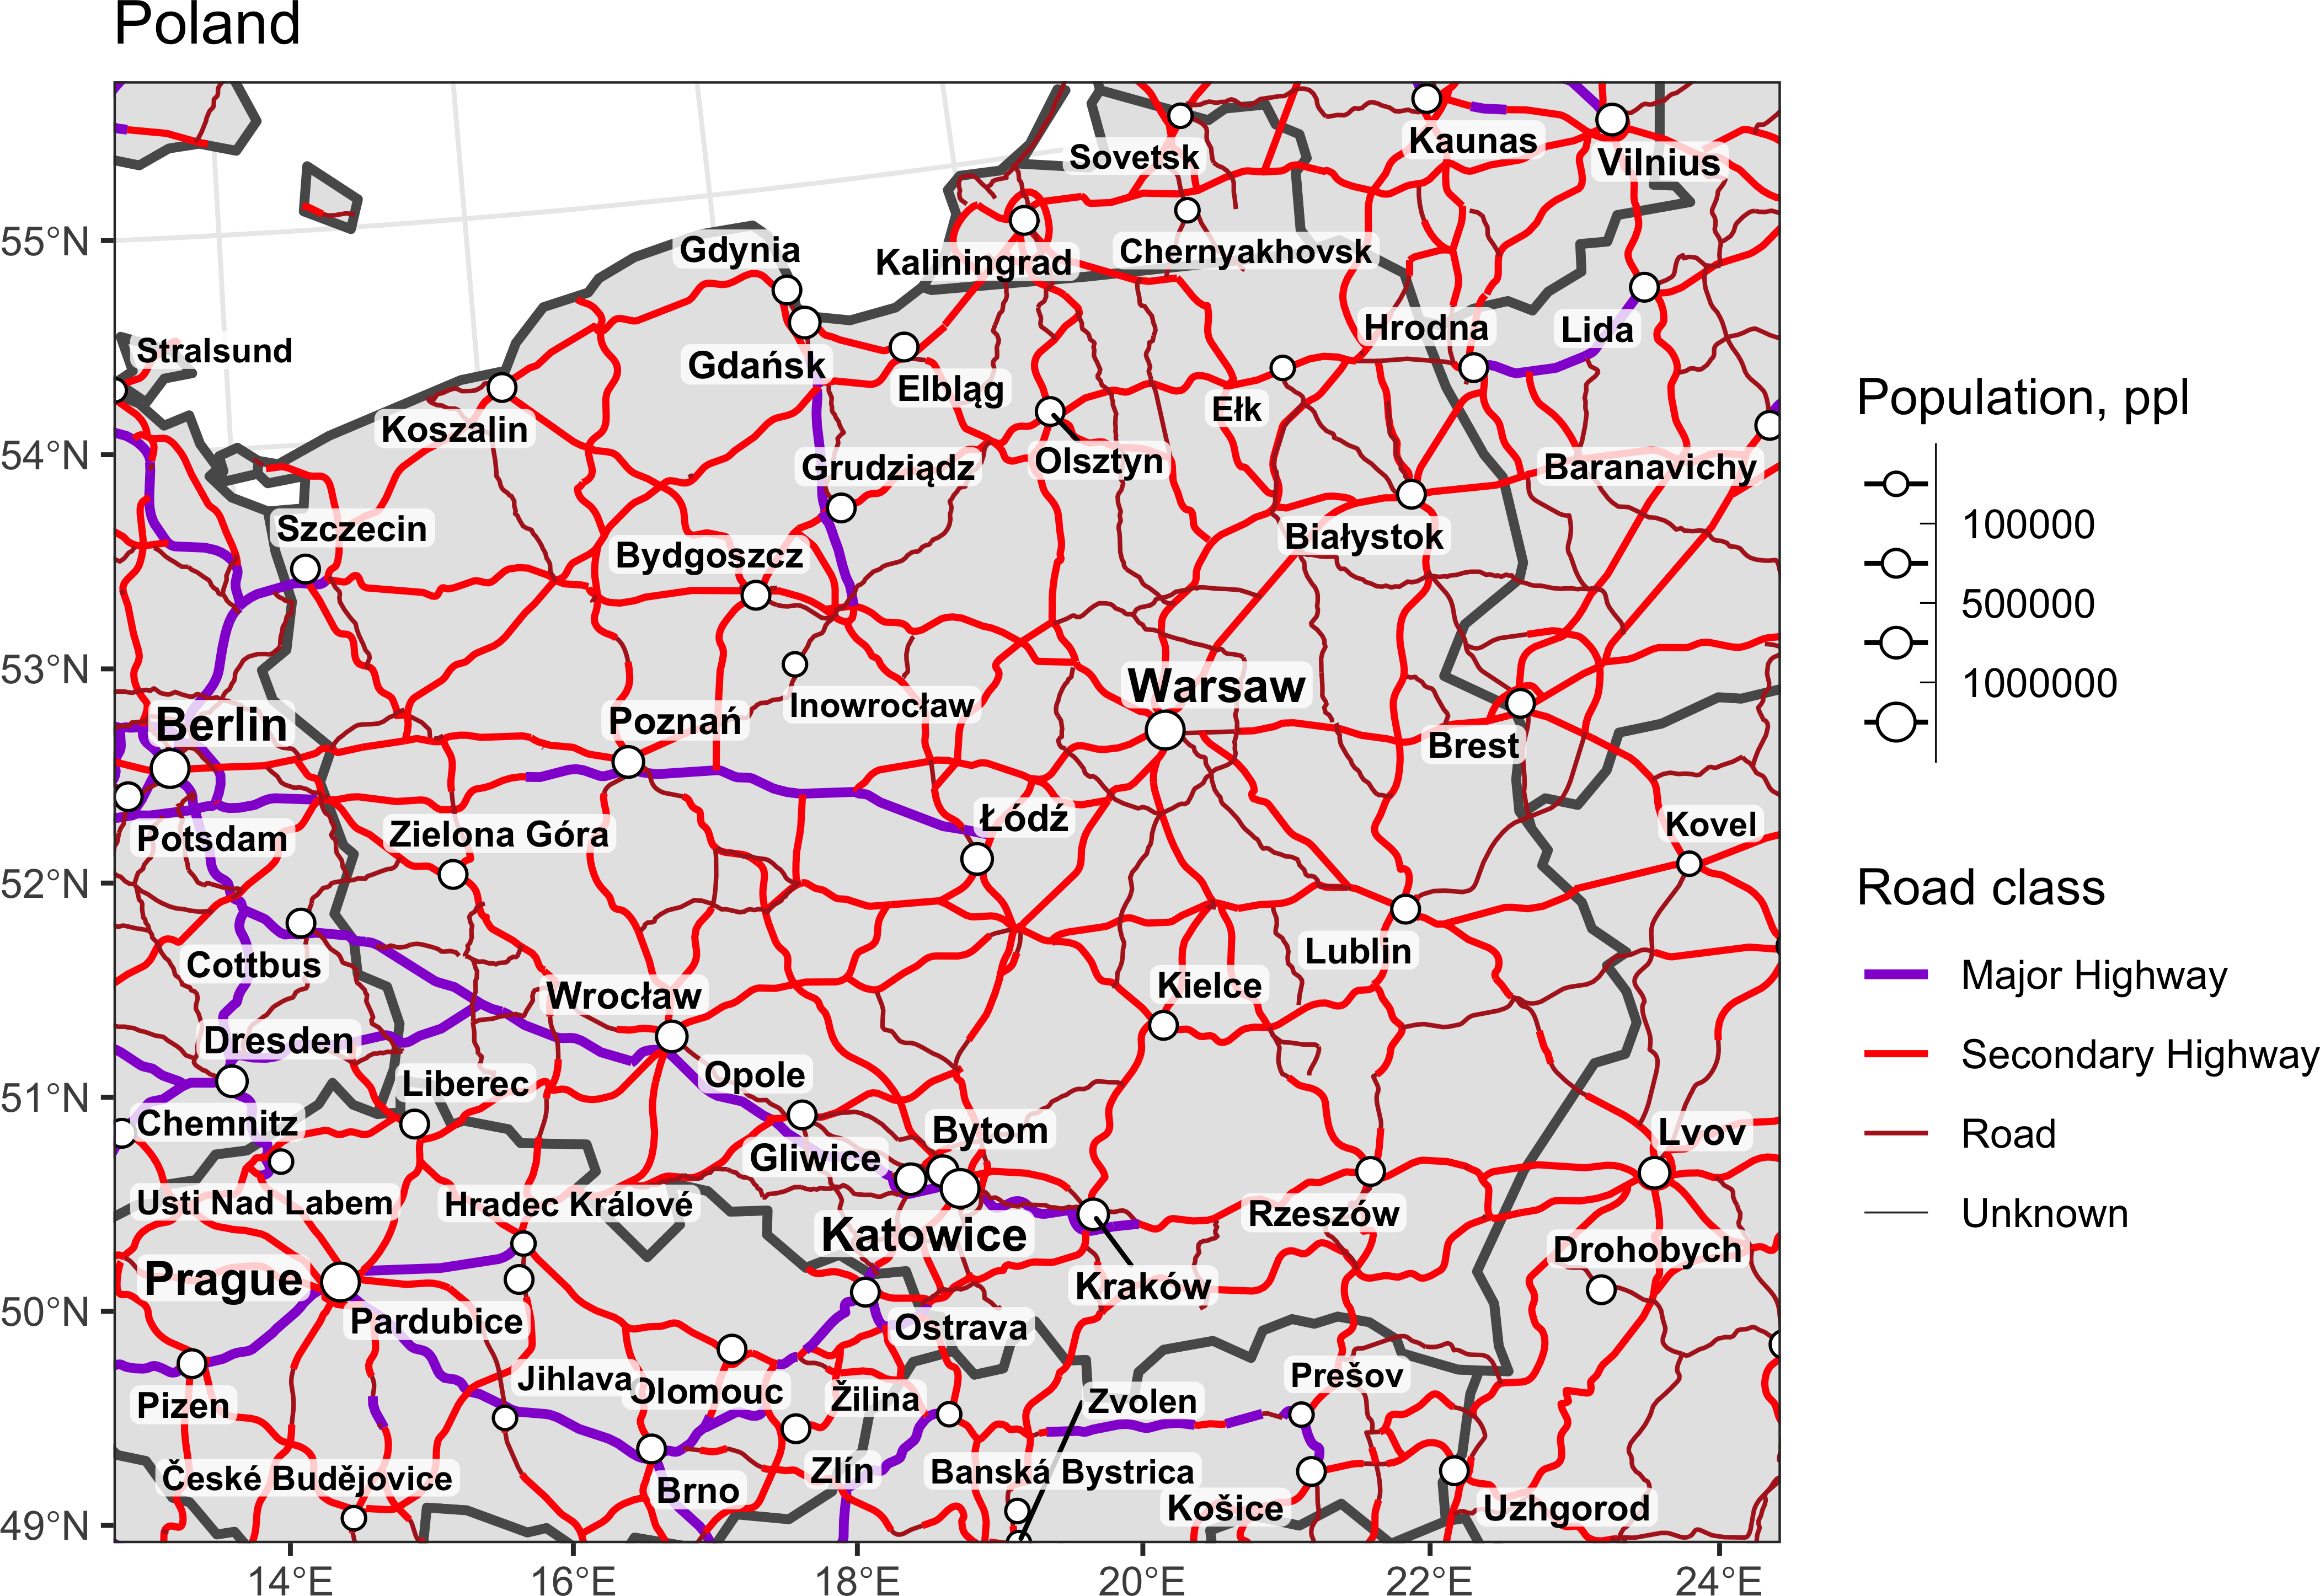 Poland
Sovetsk
Kaunas
Vilnius
55°N
Gdynia
Kaliningrad
Chernyakhovsk
Stralsund
Gdańsk
Hrodna
Lida
Elbląg
Koszalin
Ełk
54°N
Grudziądz
Olsztyn
Baranavichy
Szczecin
Bydgoszcz
Białystok
53°N
Warsaw
Inowrocław
Berlin
Poznań
Brest
Potsdam
Zielona Góra
Łódź
Kovel
52°N
Cottbus
Lublin
Wrocław
Kielce
Dresden
Liberec
Opole
51°N
Chemnitz
Bytom
Lvov
Gliwice
Usti Nad Labem
Hradec Králové
Katowice
Rzeszów
Drohobych
Prague
Kraków
50°N
Pardubice
Ostrava
Jihlava
Olomouc
Žilina
Zvolen
Prešov
Pizen
České Budějovice
Brno
Zlín
Banská Bystrica
Košice
Uzhgorod
49°N
14°E
16°E
18°E
20°E
22°E
24°E
Population, ppl
100000
500000
1000000
Road class
Major Highway
Secondary Highway
Road
Unknown